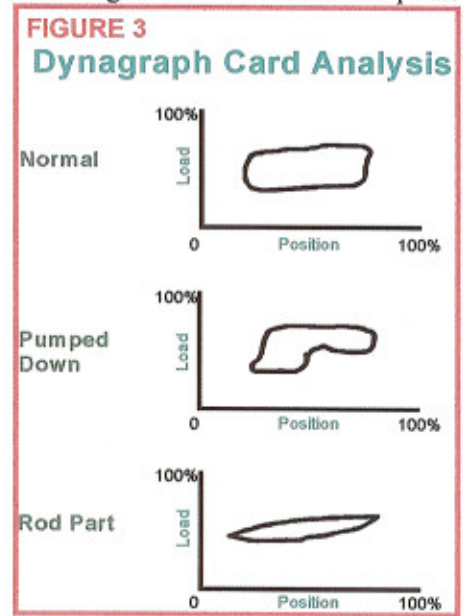 FIGURE 3
Dynagraph Card Analysis
100%
Normal
Load
0
Position
100%
100%
Pumped
Down
Load
0
Position
100%
100%
Rod Part
Load
0
Position
100%